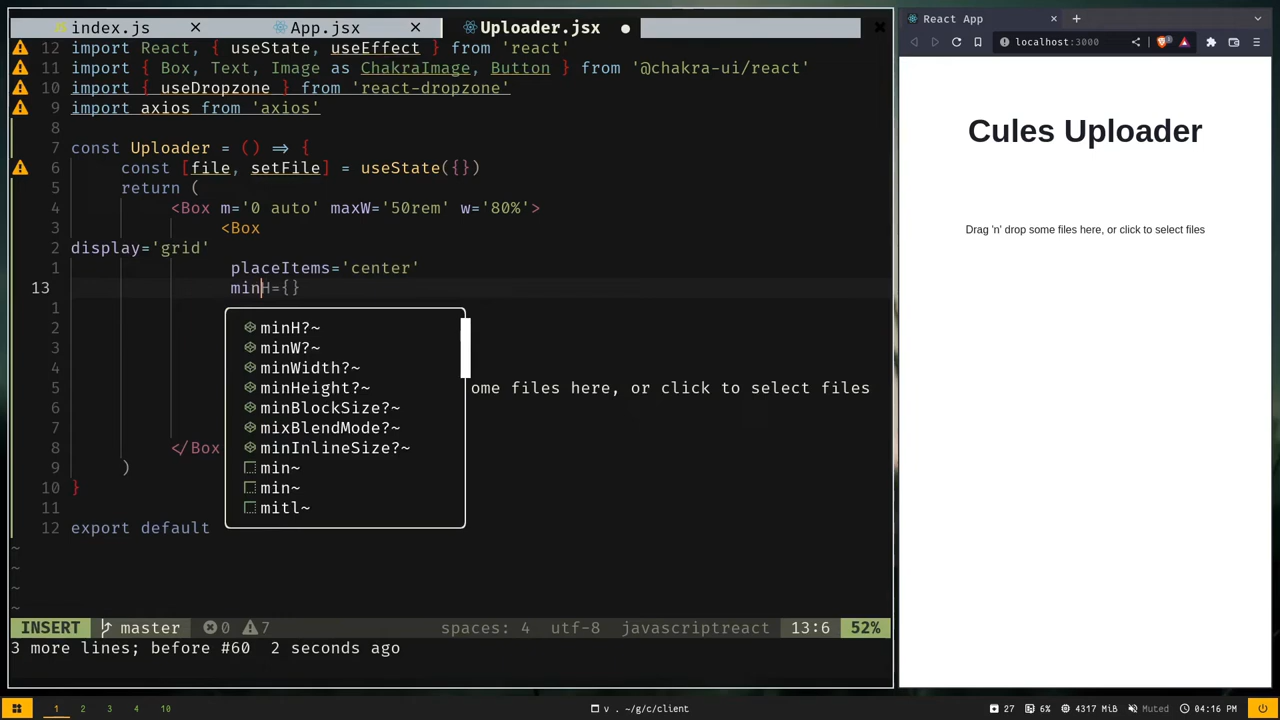 index.js
App.jsx
Uploader.jsx
12 import React, { useState, useEffect } from 'react'
11 import { Box, Text, Image as ChakraImage, Button } from '@chakra-ui/react'
10 import { useDropzone } from 'react-dropzone'
9 import axios from 'axios'
8
7 const Uploader = () => {
6 const [file, setFile] = useState({})
5 return (
4 <Box m='0 auto' maxW='50rem' w='80%'>
3 <Box
2 display='grid'
1 placeItems='center'
13 minH={}
1
2 minH?~
3 minW?~
4 minWidth?~
5 minHeight?~ ome files here, or click to select files
6 minBlockSize?~
7 mixBlendMode?~
8 </Box minInlineSize?~
9 ) min~
10 } min~
11 mitl~
12 export default
~
~
~
~
INSERT master 0 7 spaces: 4 utf-8 javascriptreact 13:6 52%
3 more lines; before #60 2 seconds ago
React App
localhost:3000
1
Cules Uploader
Drag 'n' drop some files here, or click to select files
1 2 3 4 10 v . ~/g/c/client 27 6% 4317 MiB Muted 04:16 PM